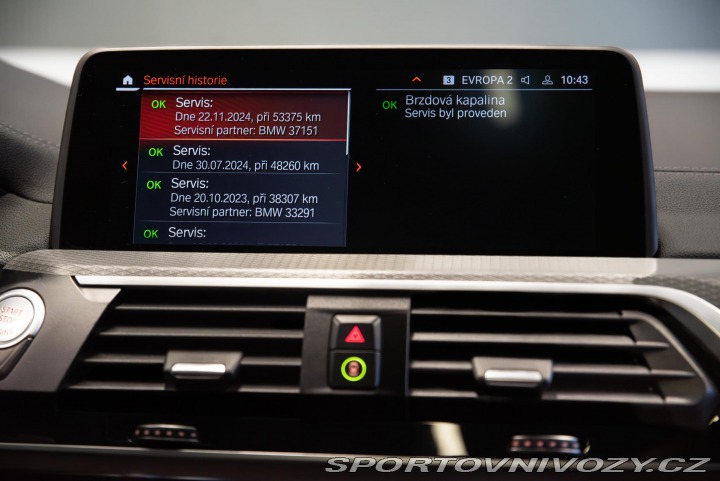 Servisní historie
3 EVROPA 2 10:43
OK Servis:
Dne 22.11.2024, při 53375 km
Servisní partner: BMW 37151
OK Servis:
Dne 30.07.2024, při 48260 km
OK Servis:
Dne 20.10.2023, při 38307 km
Servisní partner: BMW 33291
OK Servis:
OK Brzdová kapalina
Servis byl proveden
START
STOP
SPORTOVNIVOZY.CZ